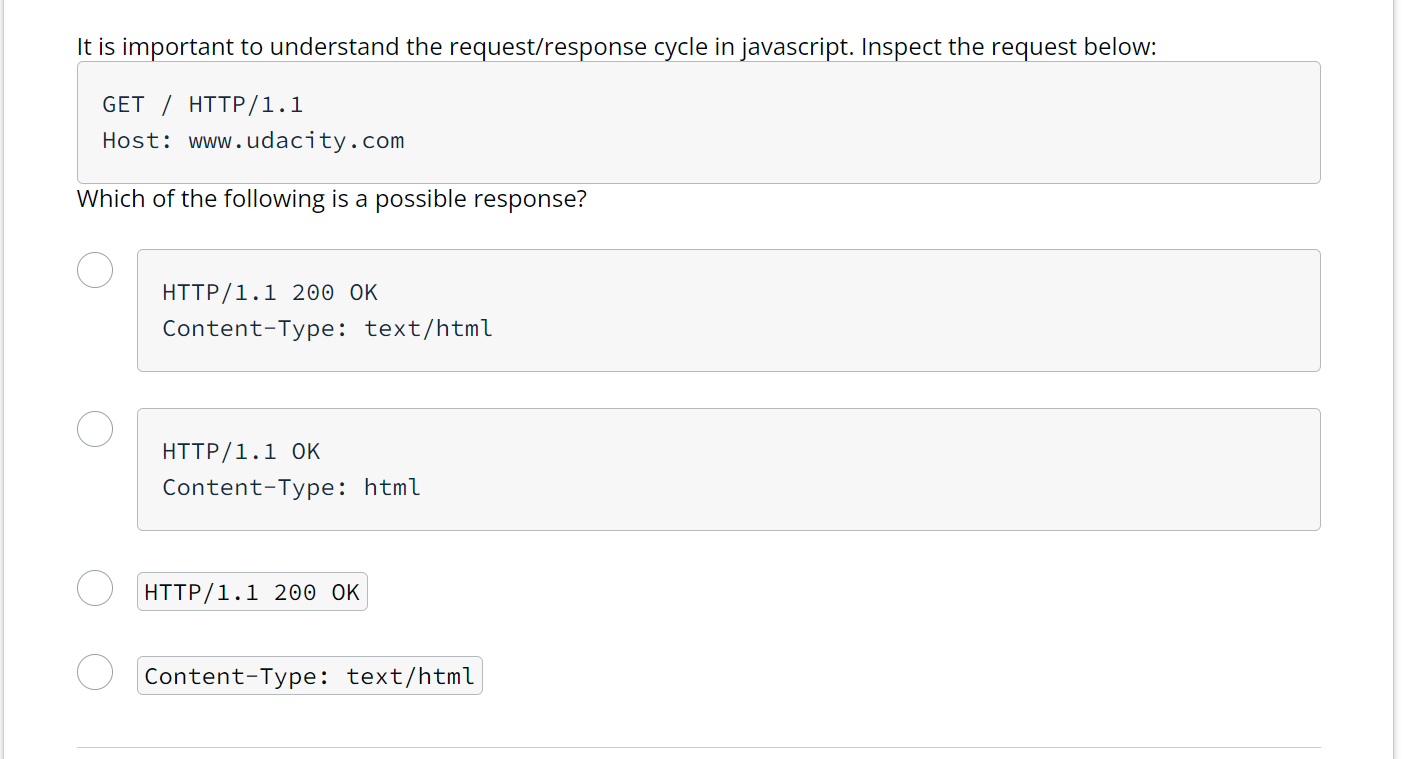 It is important to understand the request/response cycle in javascript. Inspect the request below:
GET / HTTP/1.1
Host: www.udacity.com
Which of the following is a possible response?
HTTP/1.1 200 OK
Content-Type: text/html
HTTP/1.1 OK
Content-Type: html
HTTP/1.1 200 OK
Content-Type: text/html